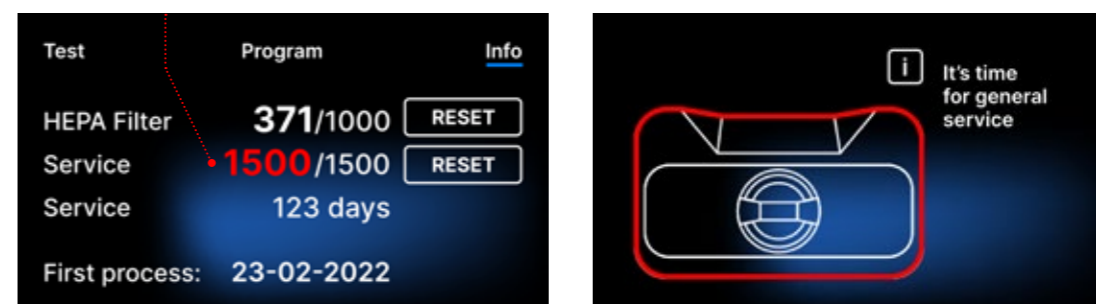 Test Program Info
HEPA Filter 371/1000 RESET
Service 1500/1500 RESET
Service 123 days
First process: 23-02-2022
i
It's time
for general
service